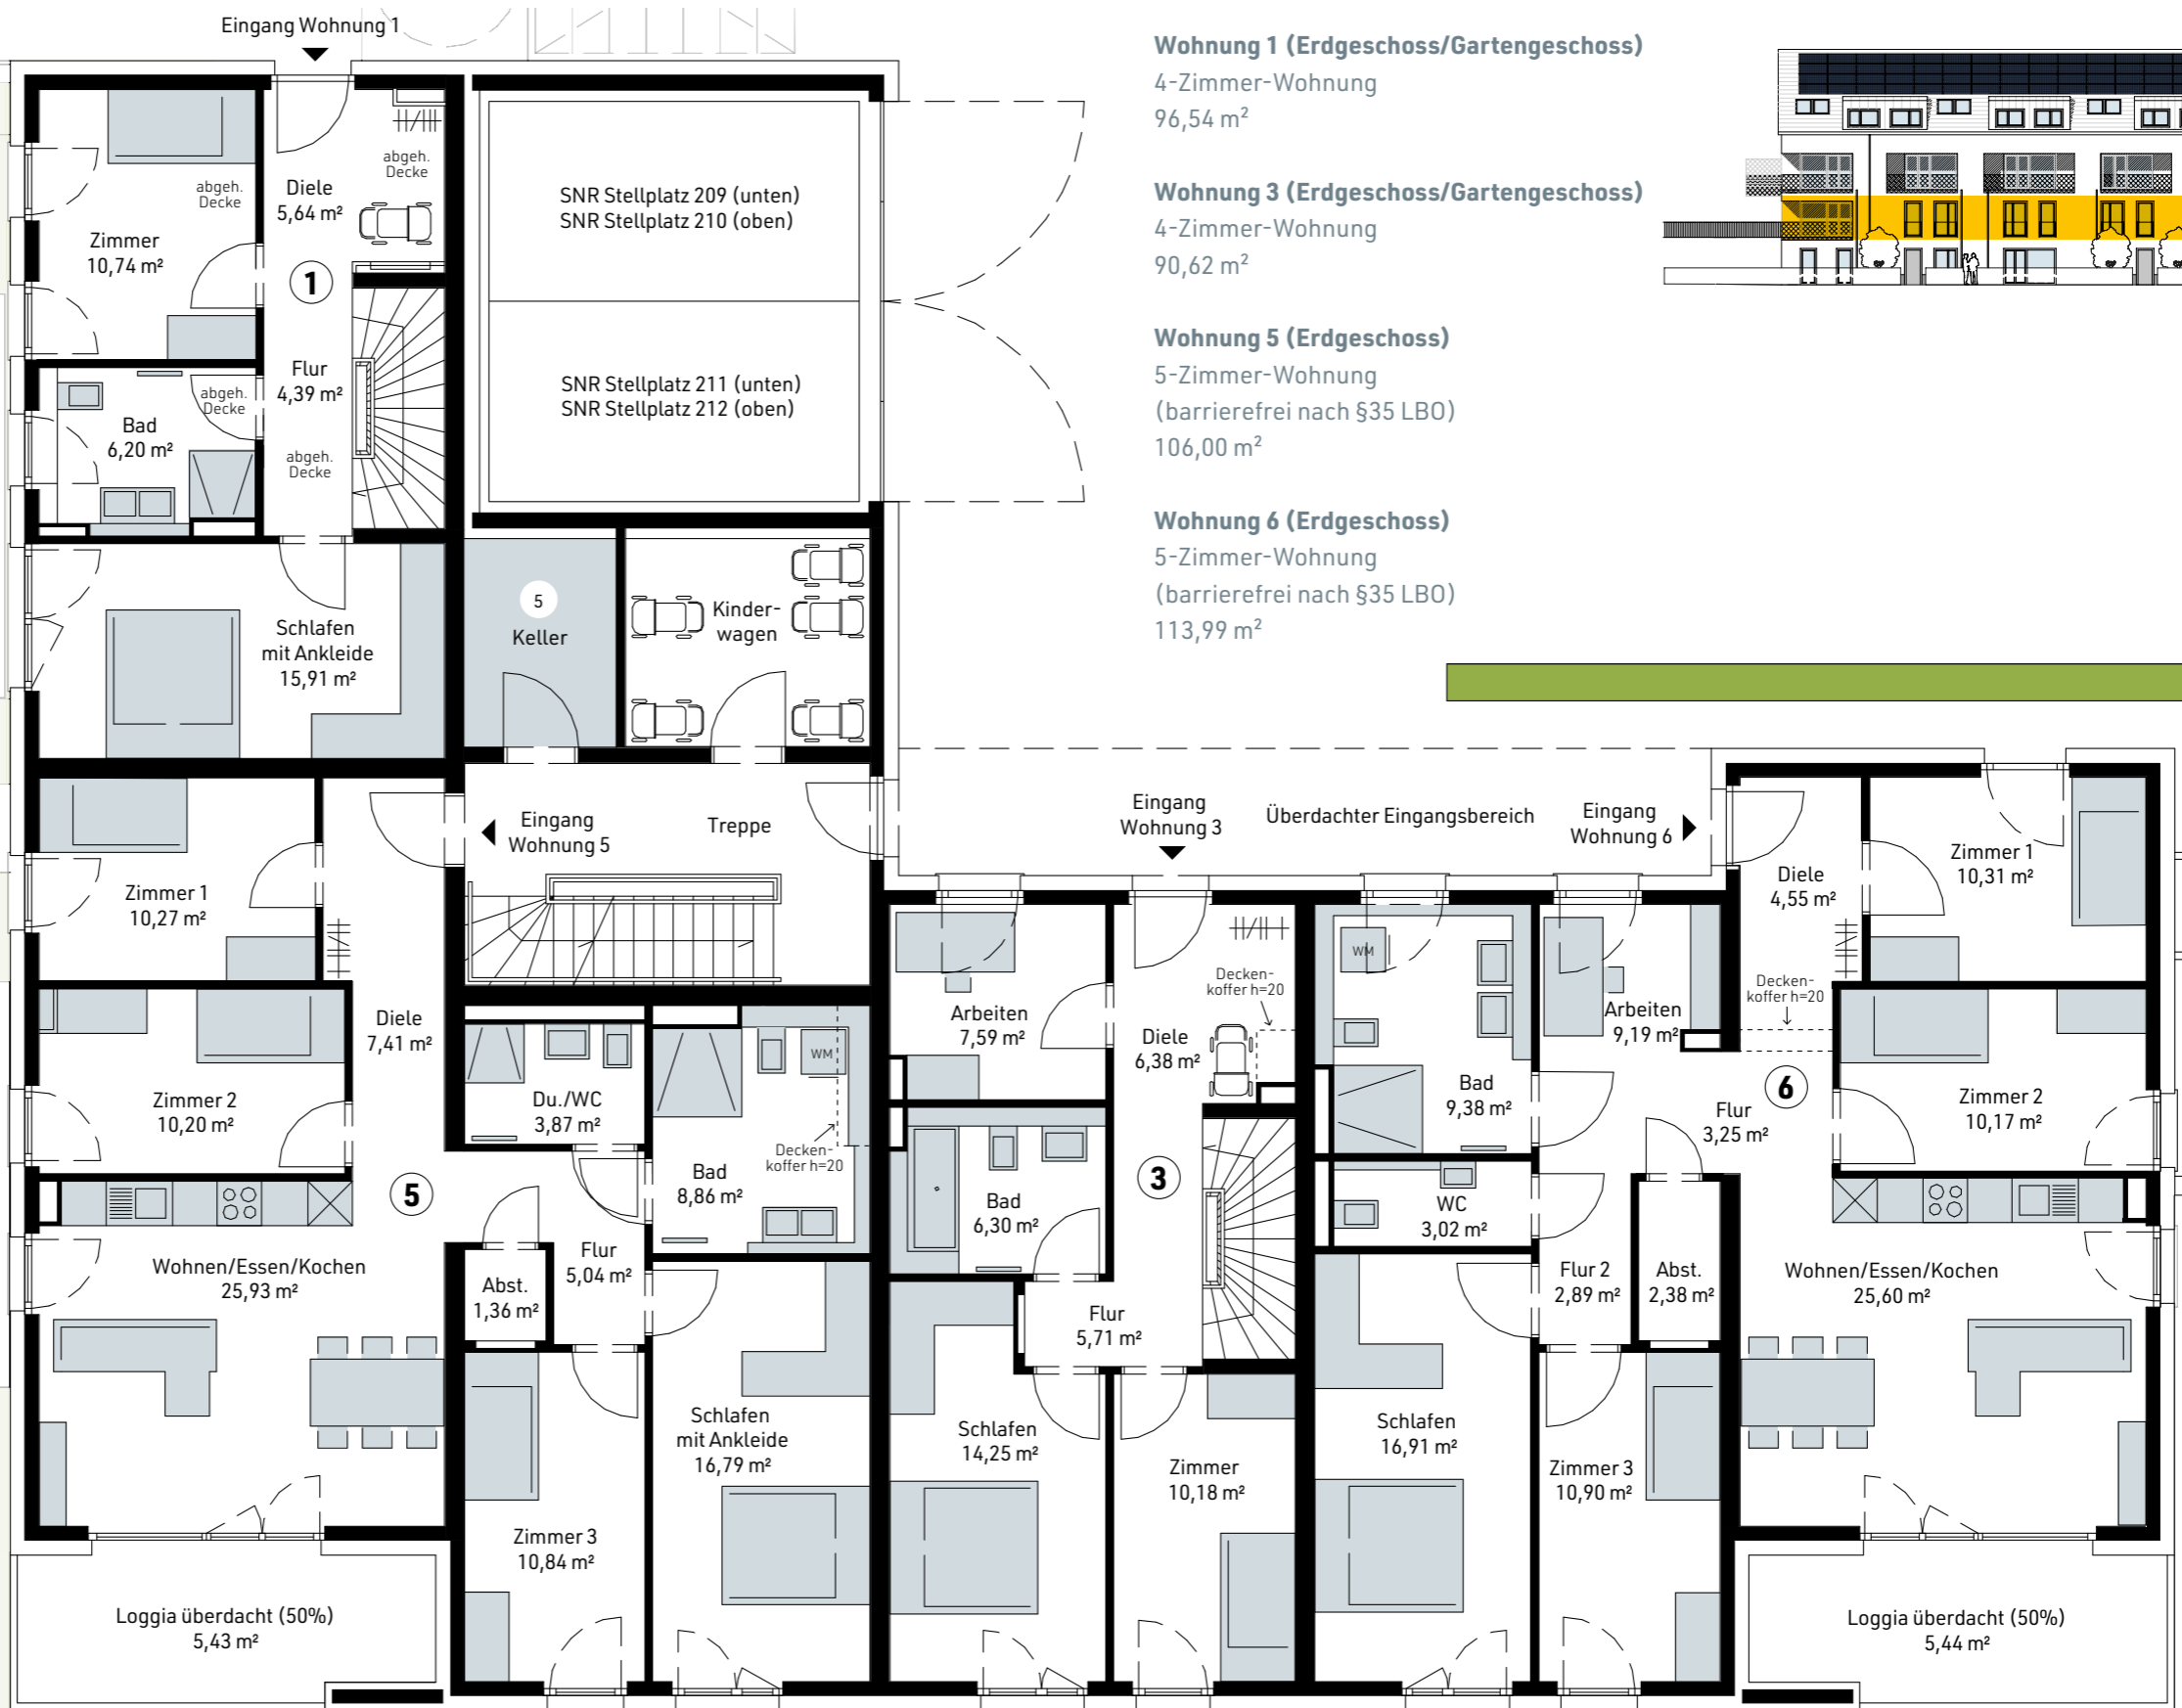 Eingang Wohnung 1
Wohnung 1 (Erdgeschoss/Gartengeschoss)
4-Zimmer-Wohnung
96,54 m²
Wohnung 3 (Erdgeschoss/Gartengeschoss)
4-Zimmer-Wohnung
90,62 m²
Wohnung 5 (Erdgeschoss)
5-Zimmer-Wohnung
(barrierefrei nach §35 LBO)
106,00 m²
Wohnung 6 (Erdgeschoss)
5-Zimmer-Wohnung
(barrierefrei nach §35 LBO)
113,99 m²
abgeh.
Decke
abgeh.
Decke
Diele
5,64 m²
Zimmer
10,74 m²
1
Flur
4,39 m²
abgeh.
Decke
Bad
6,20 m²
abgeh.
Decke
Schlafen
mit Ankleide
15,91 m²
SNR Stellplatz 209 (unten)
SNR Stellplatz 210 (oben)
SNR Stellplatz 211 (unten)
SNR Stellplatz 212 (oben)
5
Keller
Kinder-
wagen
Eingang
Wohnung 5
Treppe
Eingang
Wohnung 3
Überdachter Eingangsbereich
Eingang
Wohnung 6
Zimmer 1
10,27 m²
Diele
7,41 m²
Zimmer 2
10,20 m²
5
Du./WC
3,87 m²
WM
Decken-
koffer h=20
Bad
8,86 m²
Wohnen/Essen/Kochen
25,93 m²
Abst.
1,36 m²
Flur
5,04 m²
Schlafen
mit Ankleide
16,79 m²
Zimmer 3
10,84 m²
Loggia überdacht (50%)
5,43 m²
Arbeiten
7,59 m²
Decken-
koffer h=20
Diele
6,38 m²
3
Bad
6,30 m²
Flur
5,71 m²
Schlafen
14,25 m²
Zimmer
10,18 m²
WM
Bad
9,38 m²
Arbeiten
9,19 m²
Diele
4,55 m²
Zimmer 1
10,31 m²
Decken-
koffer h=20
6
Flur
3,25 m²
Zimmer 2
10,17 m²
WC
3,02 m²
Flur 2
2,89 m²
Abst.
2,38 m²
Wohnen/Essen/Kochen
25,60 m²
Schlafen
16,91 m²
Zimmer 3
10,90 m²
Loggia überdacht (50%)
5,44 m²